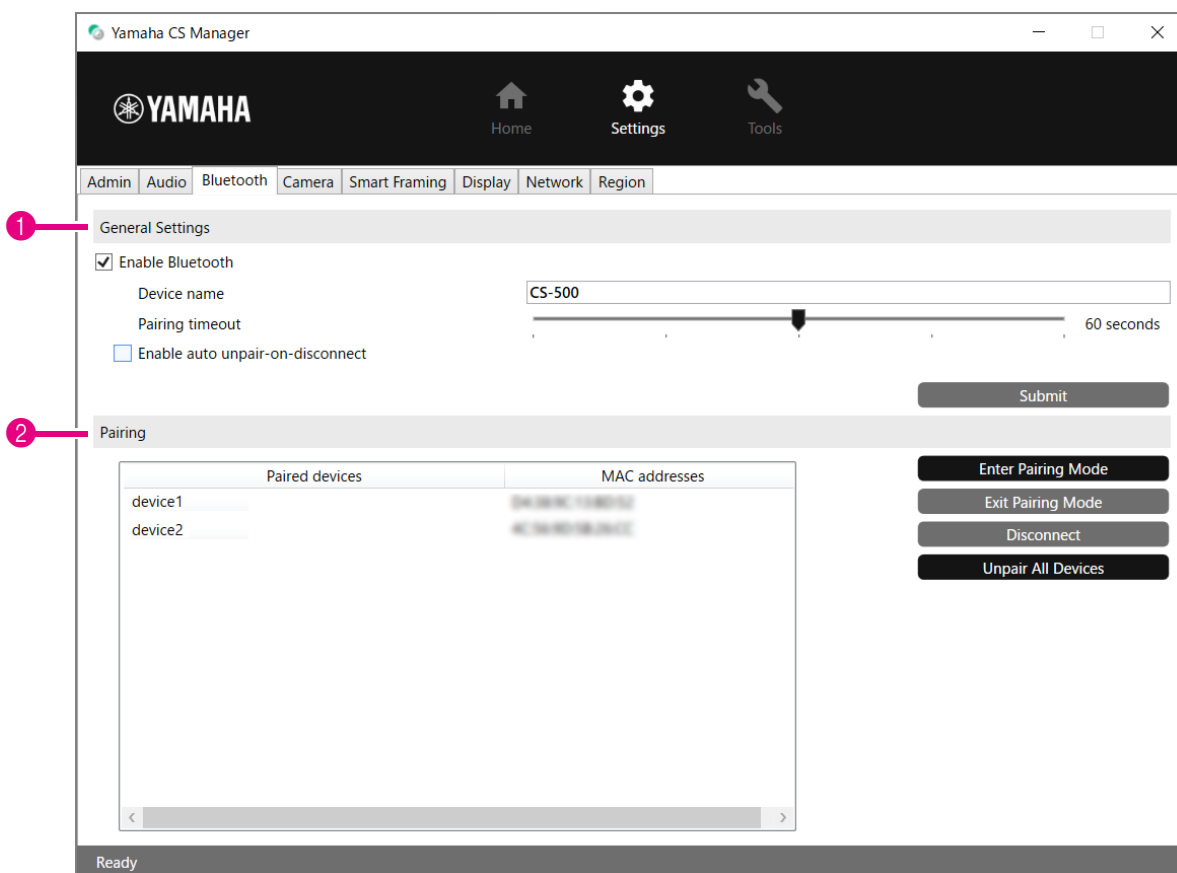 Yamaha CS Manager
YAMAHA
Home Settings Tools
Admin Audio Bluetooth Camera Smart Framing Display Network Region
1 General Settings
Enable Bluetooth
Device name CS-500
Pairing timeout 60 seconds
Enable auto unpair-on-disconnect
Submit
2 Pairing
Paired devices MAC addresses
Enter Pairing Mode
device1
Exit Pairing Mode
device2
Disconnect
Unpair All Devices
Ready